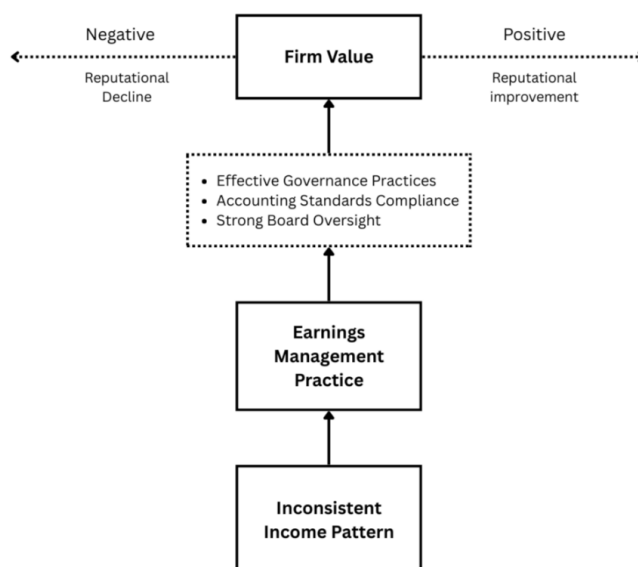 Negative
Firm Value
Positive
Reputational
Decline
Reputational
improvement
• Effective Governance Practices
• Accounting Standards Compliance
• Strong Board Oversight
Earnings
Management
Practice
Inconsistent
Income Pattern